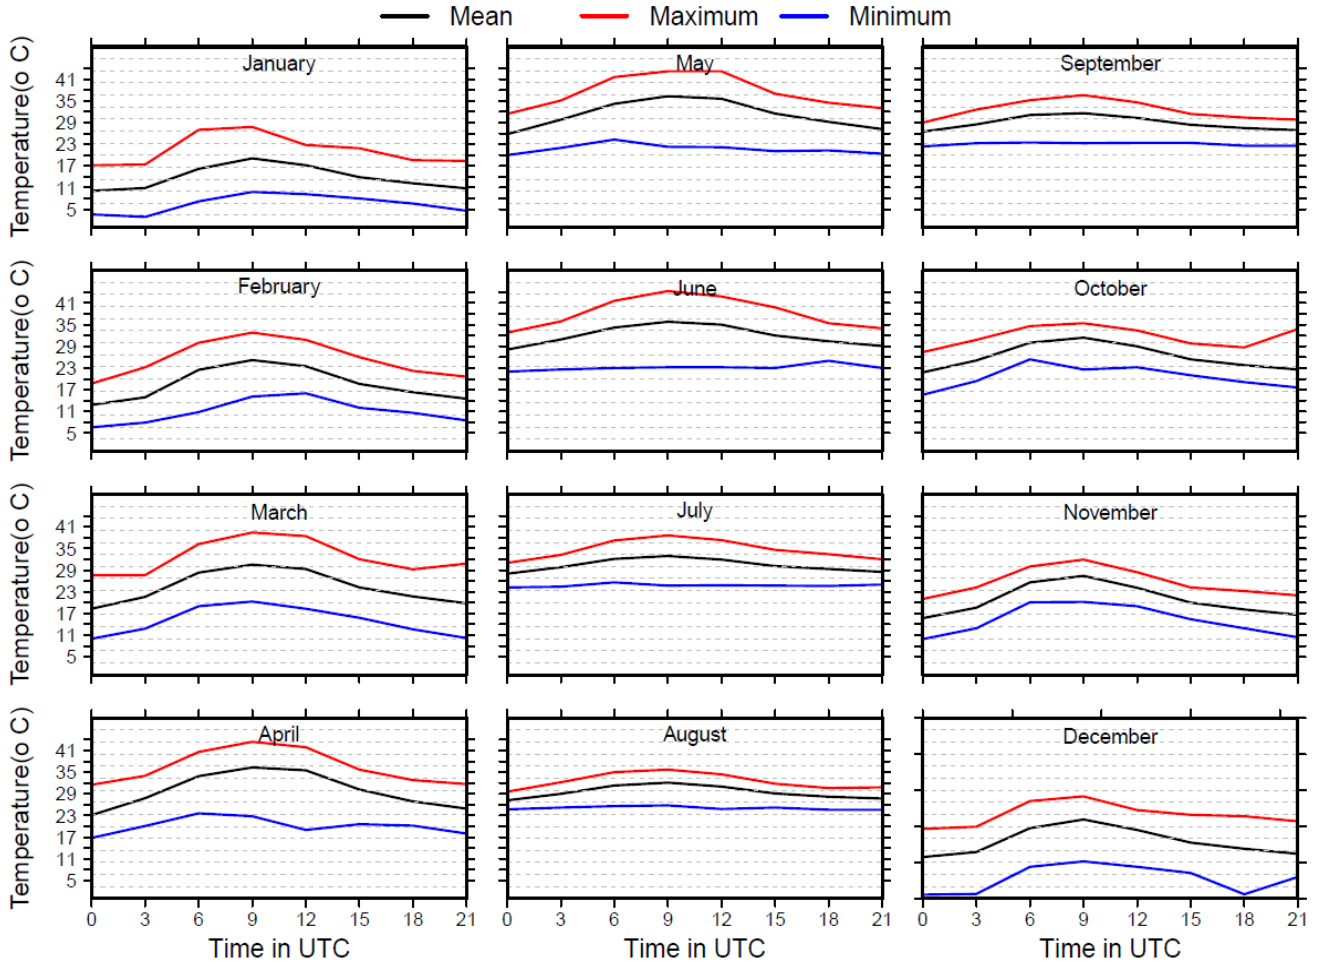 Mean Maximum Minimum
January May September
Temperature(o C)
41
35
29
23
17
11
5
February June October
Temperature(o C)
41
35
29
23
17
11
5
March July November
Temperature(o C)
41
35
29
23
17
11
5
April August December
Temperature(o C)
41
35
29
23
17
11
5
0 3 6 9 12 15 18 21 0 3 6 9 12 15 18 21 0 3 6 9 12 15 18 21
Time in UTC Time in UTC Time in UTC